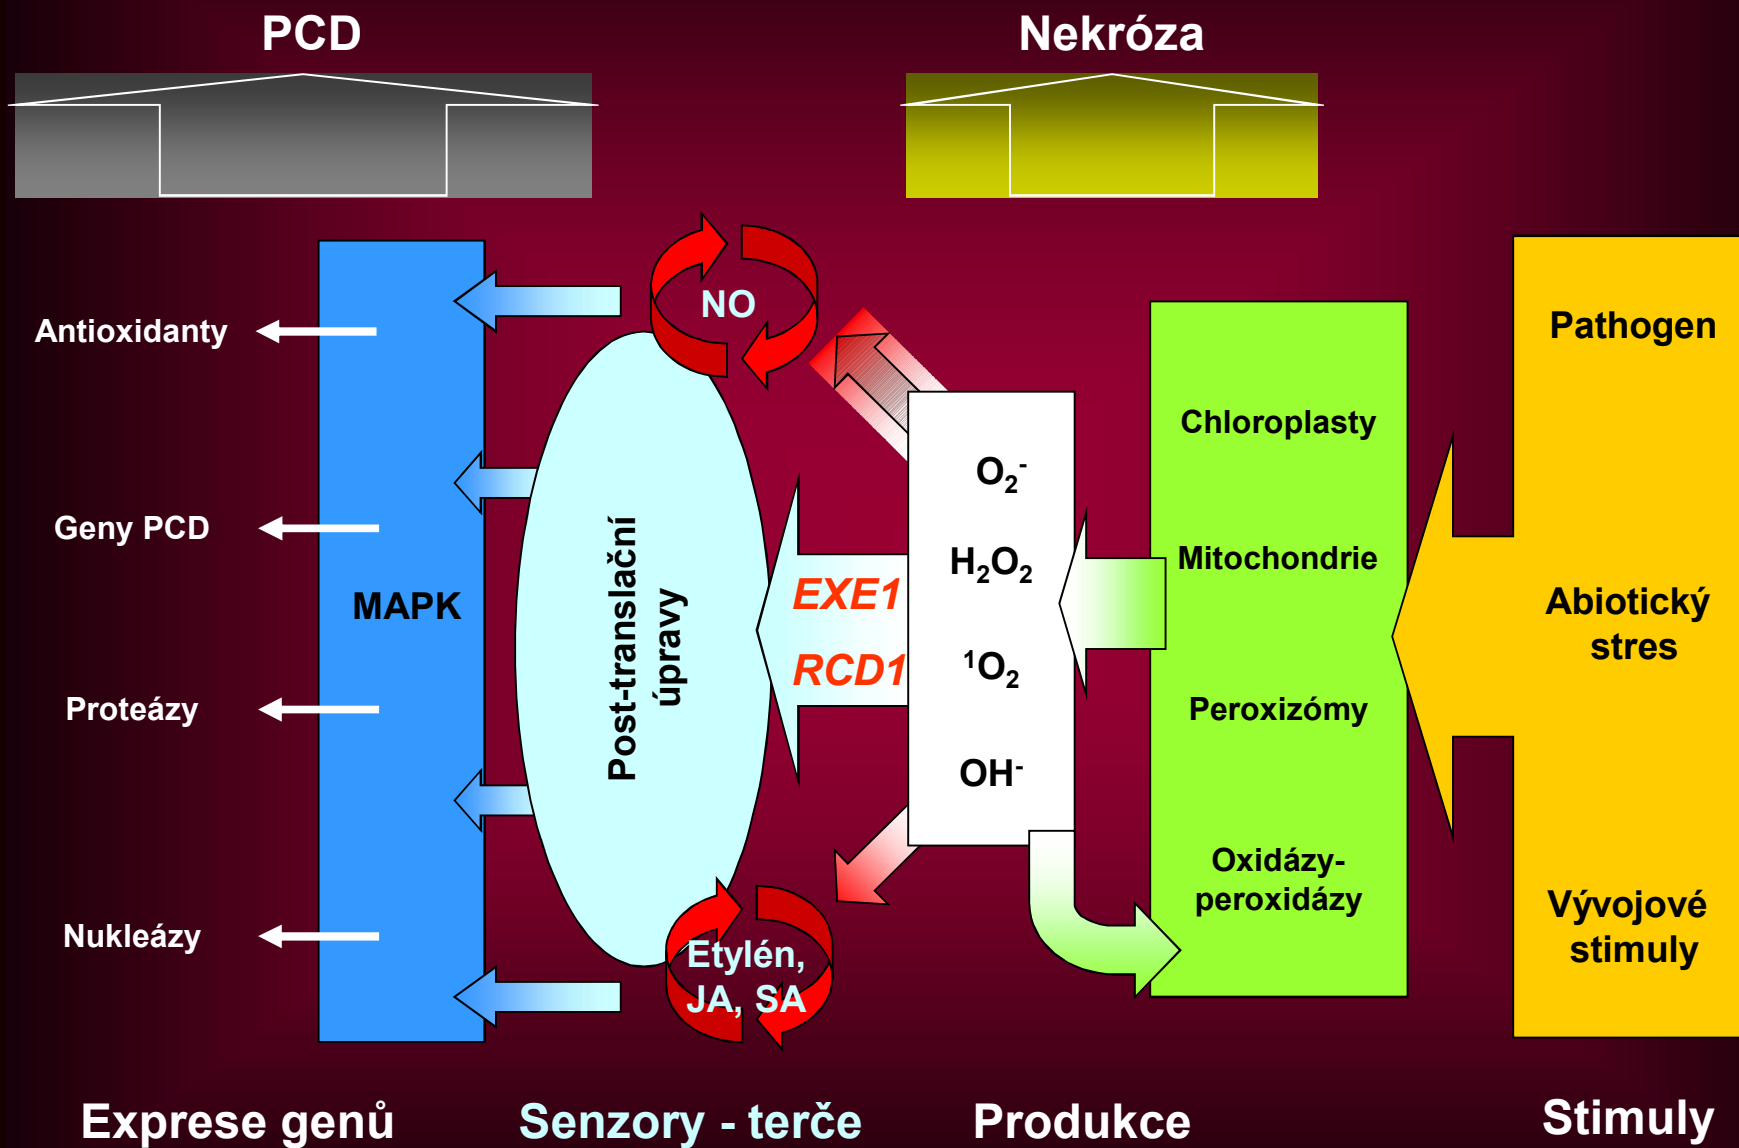 PCD
Nekróza
Antioxidanty
Geny PCD
Proteázy
Nukleázy
MAPK
NO
Post-translační
úpravy
Etylén,
JA, SA
EXE1
RCD1
O₂⁻
H₂O₂
¹O₂
OH⁻
Chloroplasty
Mitochondrie
Peroxizómy
Oxidázy-
peroxidázy
Pathogen
Abiotický
stres
Vývojové
stimuly
Exprese genů
Senzory - terče
Produkce
Stimuly